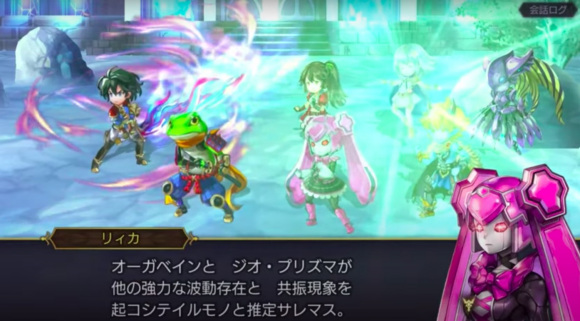 会話ログ
リィカ
オーガベインと　ジオ・プリズマが
他の強力な波動存在と　共振現象を
起コシテイルモノと推定サレマス。